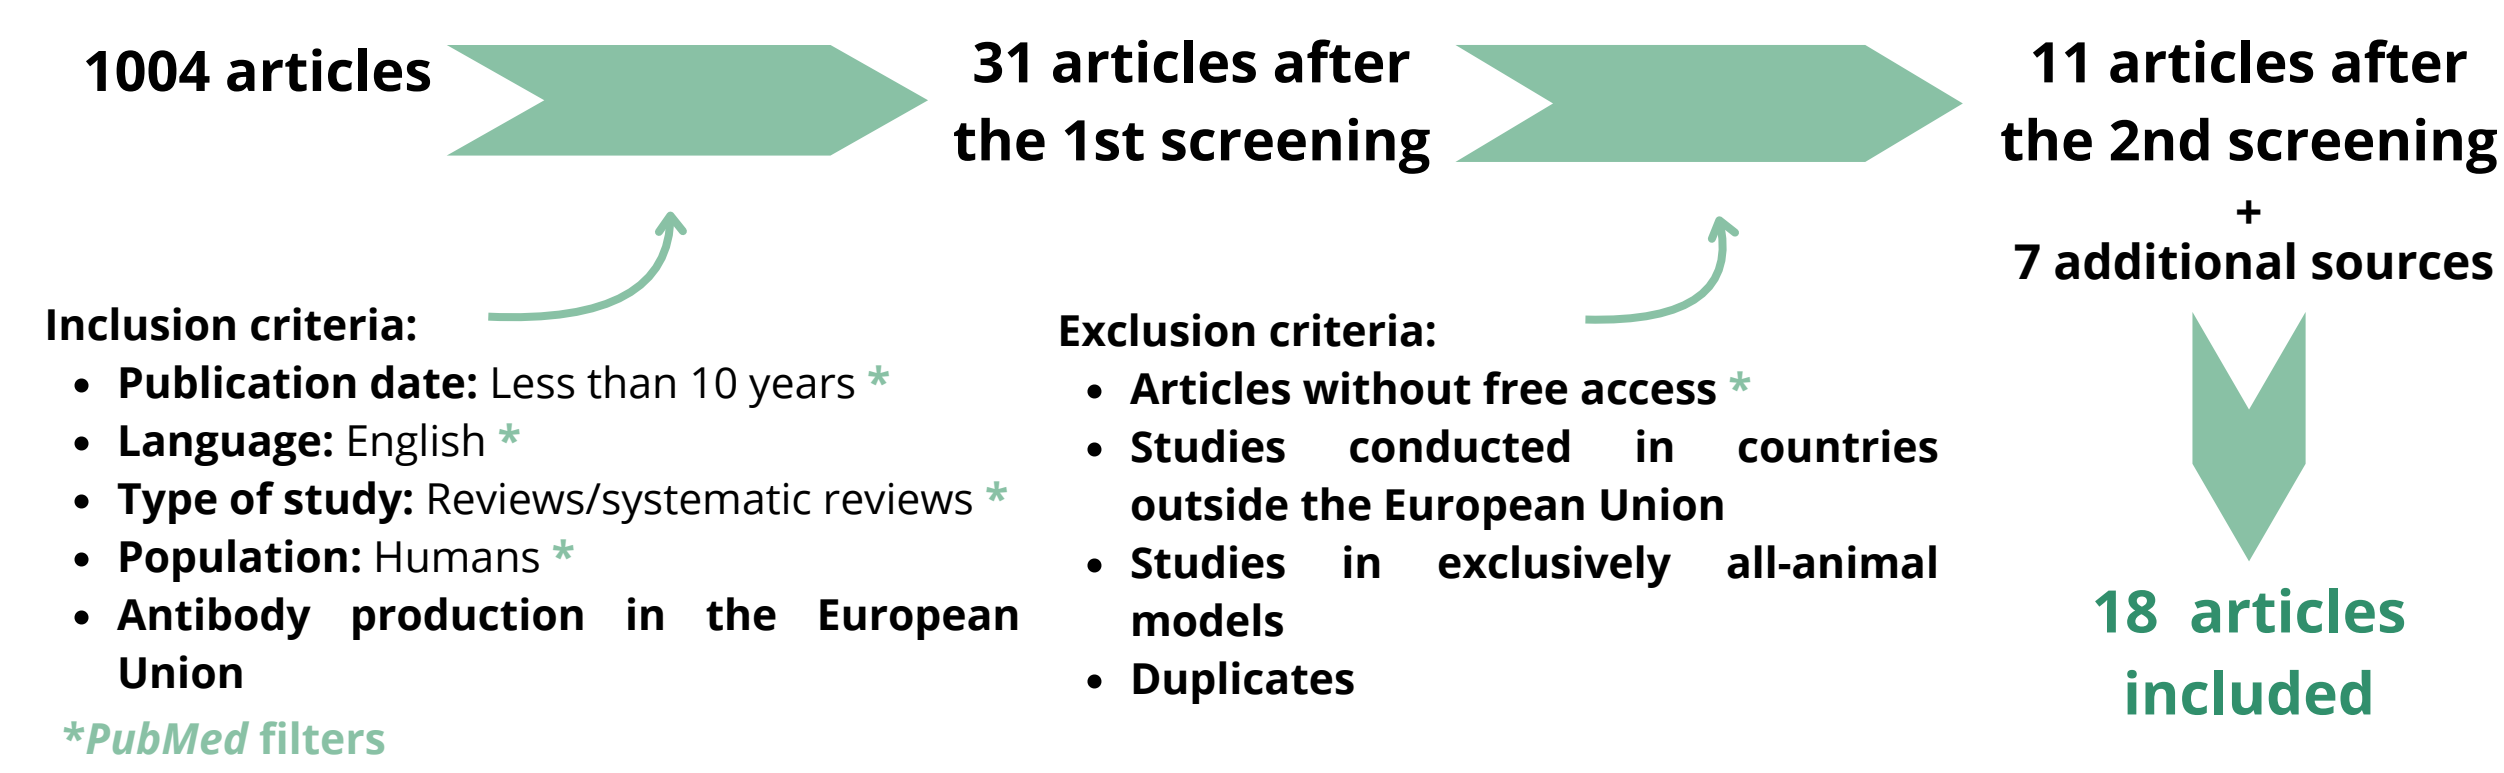 1004 articles
31 articles after
the 1st screening
11 articles after
the 2nd screening
+
7 additional sources
Inclusion criteria:
• Publication date: Less than 10 years *
• Language: English *
• Type of study: Reviews/systematic reviews *
• Population: Humans *
• Antibody production in the European
Union
*PubMed filters
Exclusion criteria:
• Articles without free access *
• Studies conducted in countries
outside the European Union
• Studies in exclusively all-animal
models
• Duplicates
18 articles
included